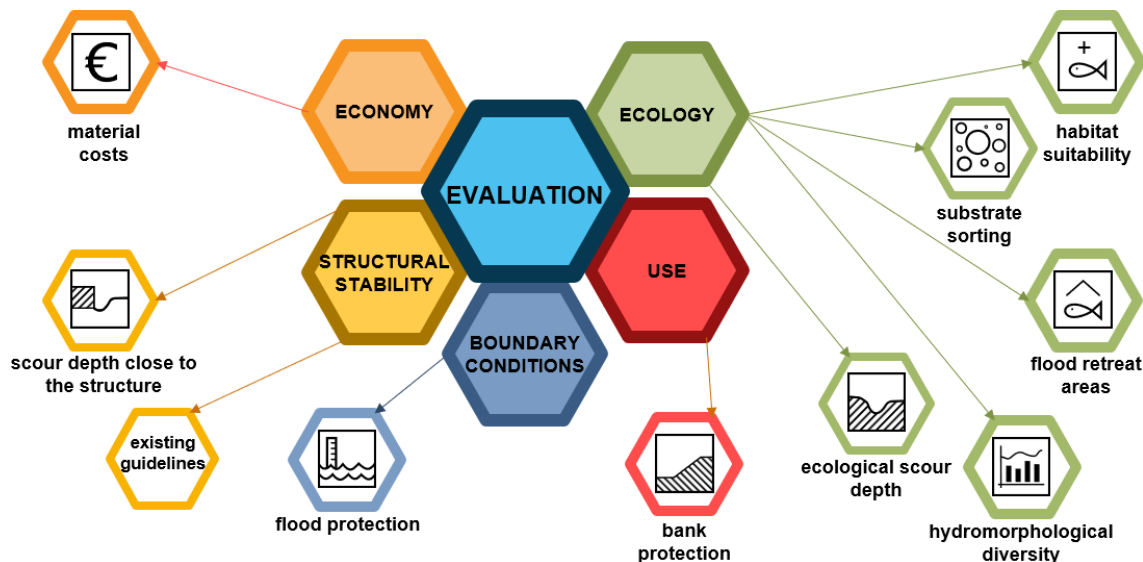 €
material
costs
ECONOMY
ECOLOGY
EVALUATION
STRUCTURAL
STABILITY
USE
BOUNDARY
CONDITIONS
+
habitat
suitability
substrate
sorting
flood retreat
areas
scour depth close to
the structure
existing
guidelines
flood protection
bank
protection
ecological scour
depth
hydromorphological
diversity